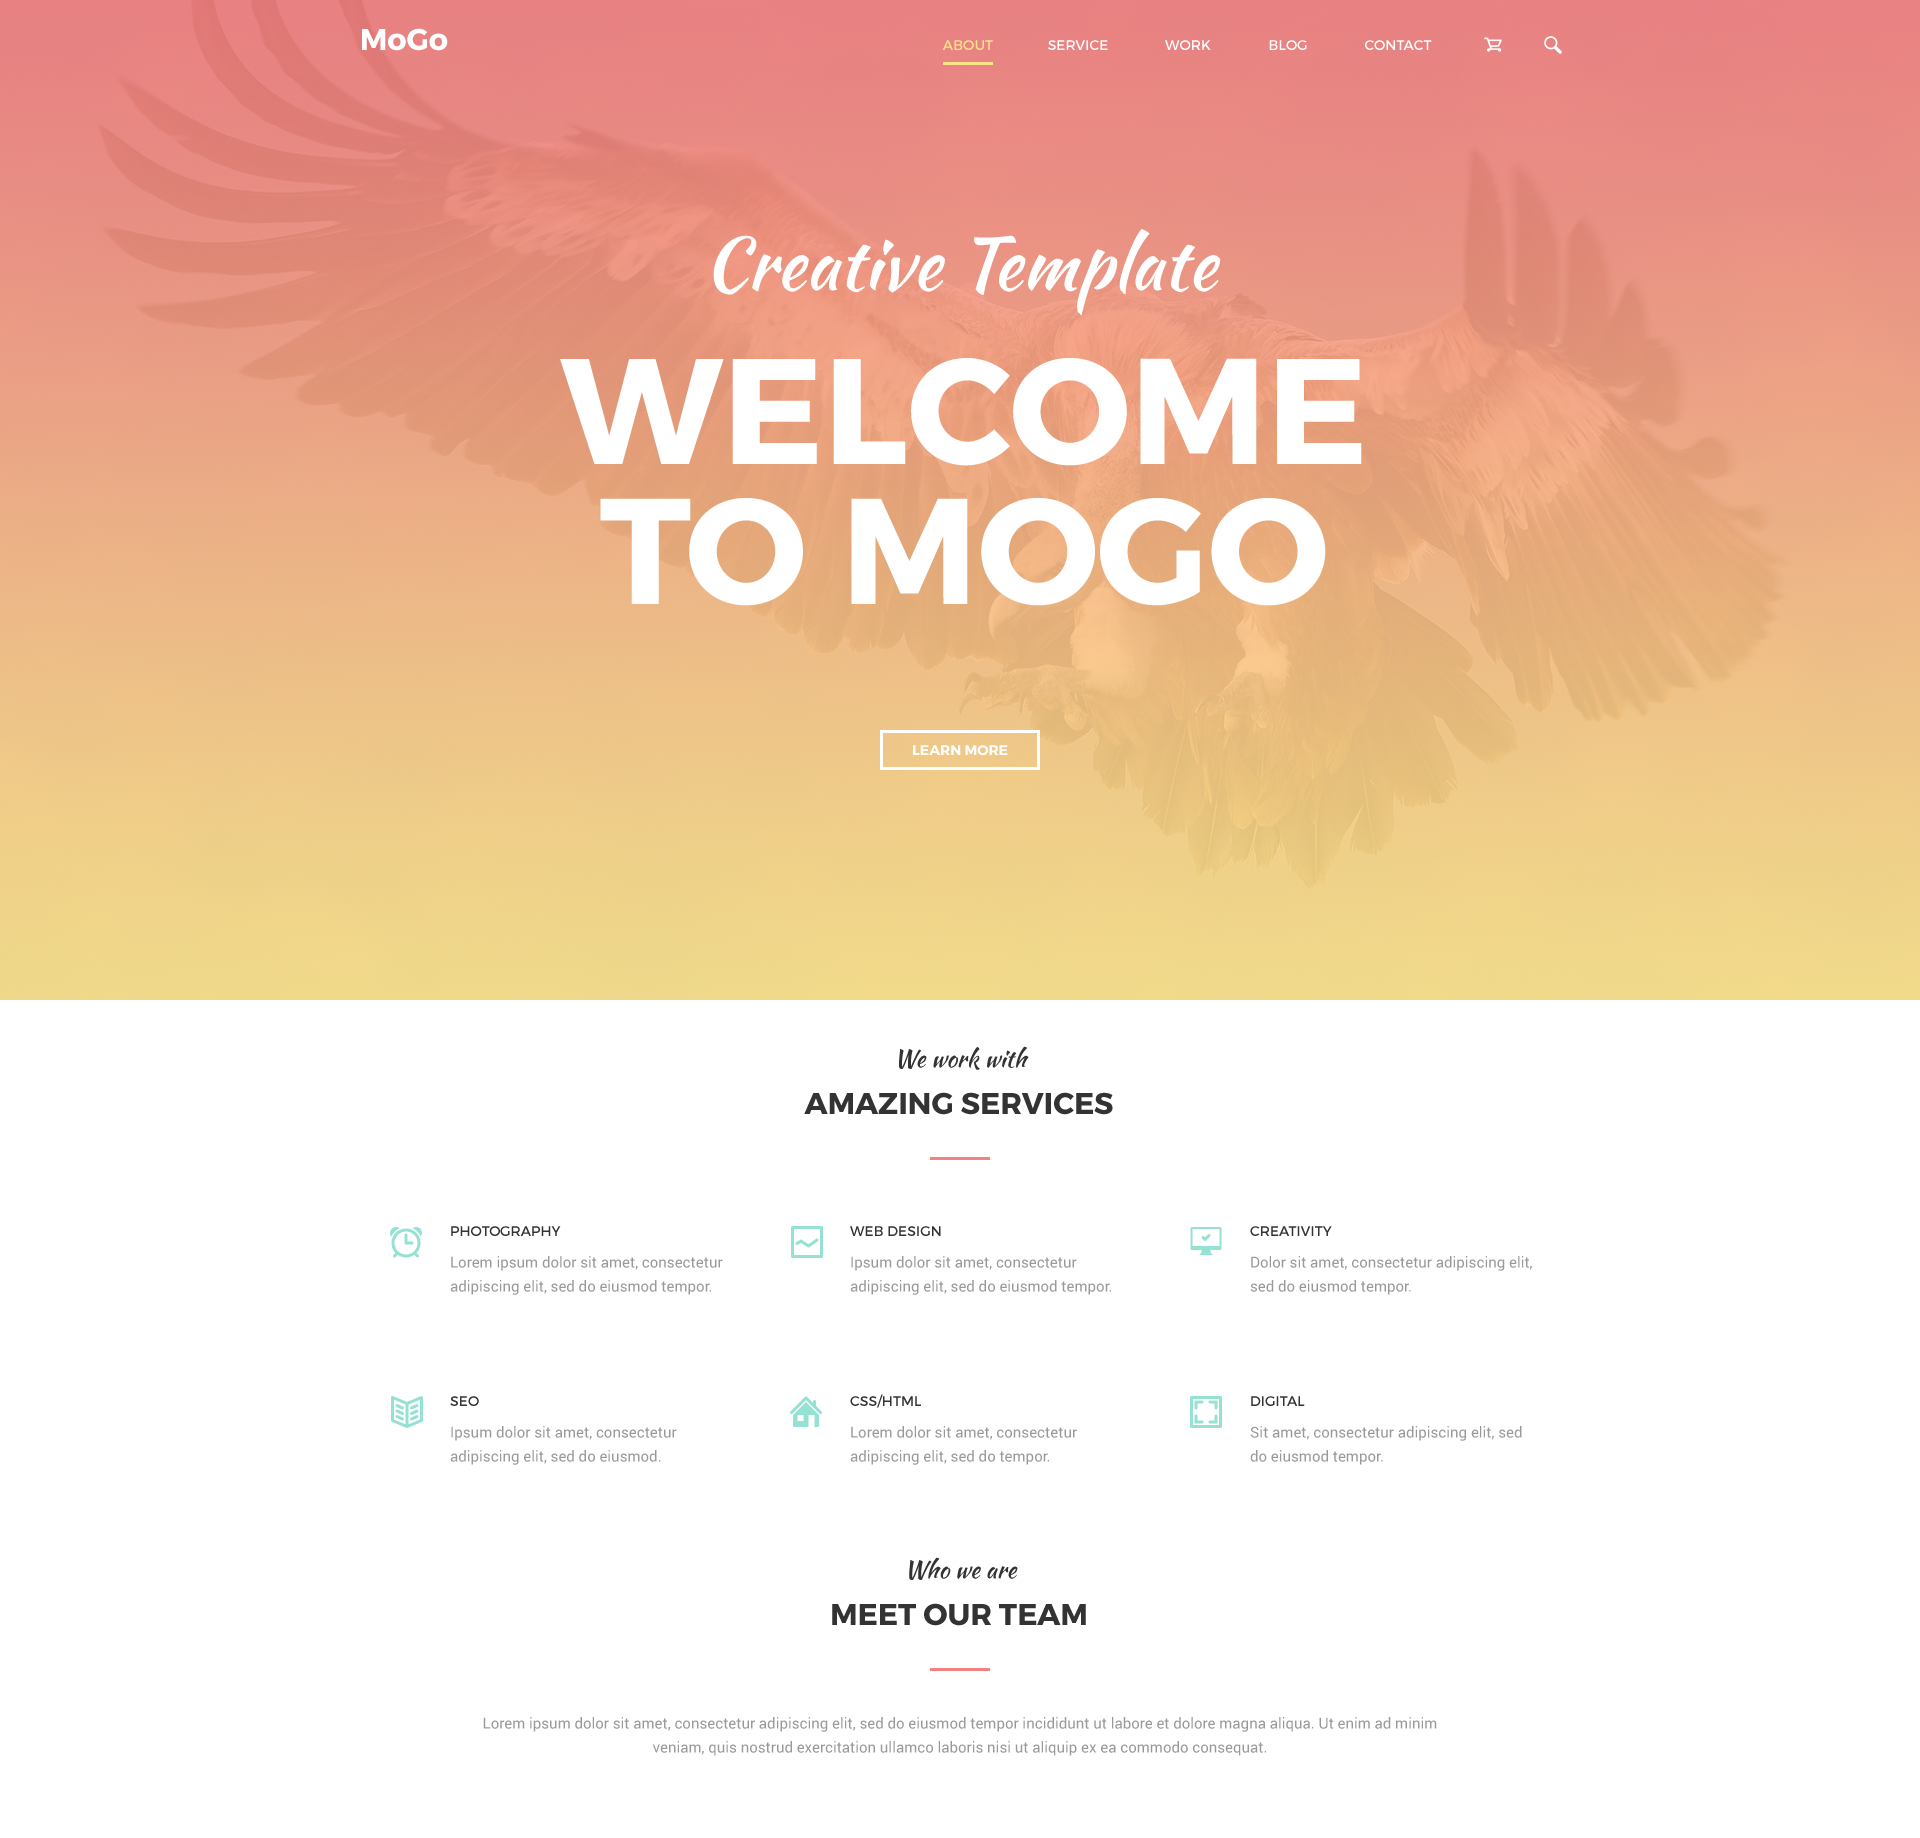 MoGo
ABOUT SERVICE WORK BLOG CONTACT
Creative Template
WELCOME
TO MOGO
LEARN MORE
We work with
AMAZING SERVICES
PHOTOGRAPHY
Lorem ipsum dolor sit amet, consectetur
adipiscing elit, sed do eiusmod tempor.
WEB DESIGN
Ipsum dolor sit amet, consectetur
adipiscing elit, sed do eiusmod tempor.
CREATIVITY
Dolor sit amet, consectetur adipiscing elit,
sed do eiusmod tempor.
SEO
Ipsum dolor sit amet, consectetur
adipiscing elit, sed do eiusmod.
CSS/HTML
Lorem dolor sit amet, consectetur
adipiscing elit, sed do tempor.
DIGITAL
Sit amet, consectetur adipiscing elit, sed
do eiusmod tempor.
Who we are
MEET OUR TEAM
Lorem ipsum dolor sit amet, consectetur adipiscing elit, sed do eiusmod tempor incididunt ut labore et dolore magna aliqua. Ut enim ad minim
veniam, quis nostrud exercitation ullamco laboris nisi ut aliquip ex ea commodo consequat.